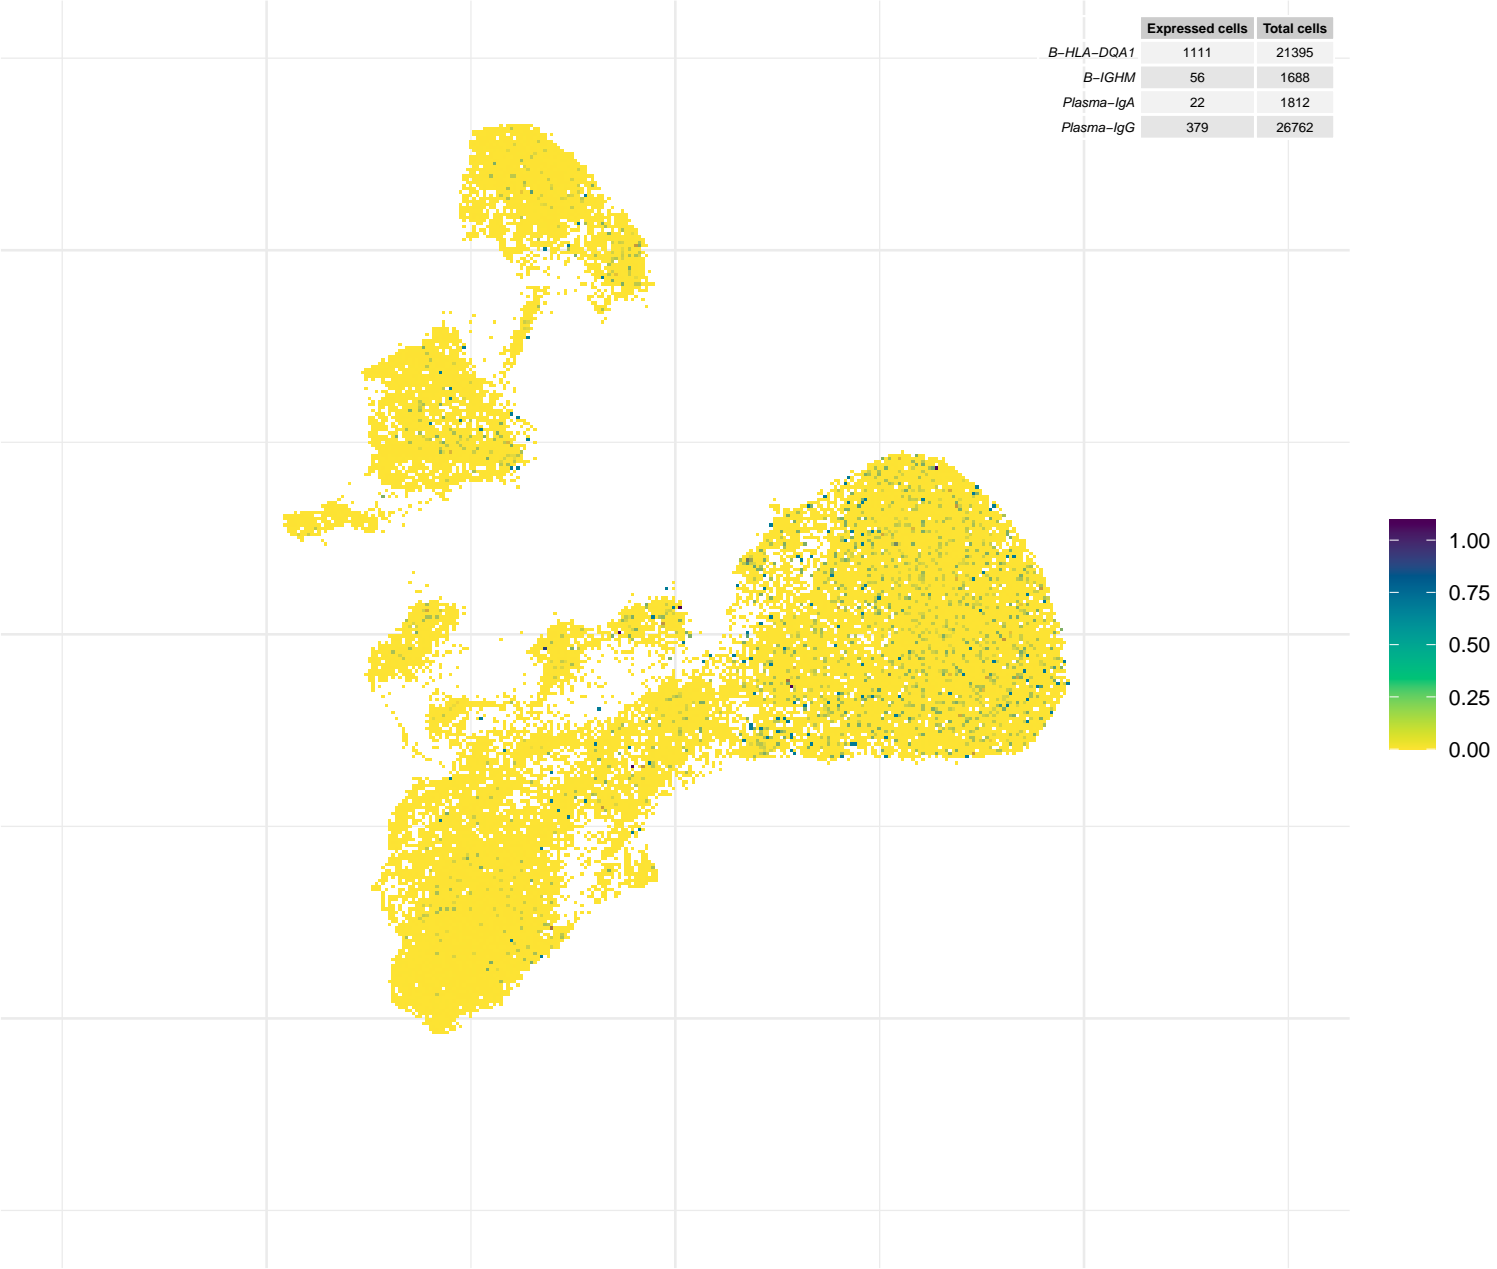 Expressed cells Total cells
B−HLA−DQA1 1111 21395
B−IGHM 56 1688
Plasma−IgA 22 1812
Plasma−IgG 379 26762
1.00
0.75
0.50
0.25
0.00